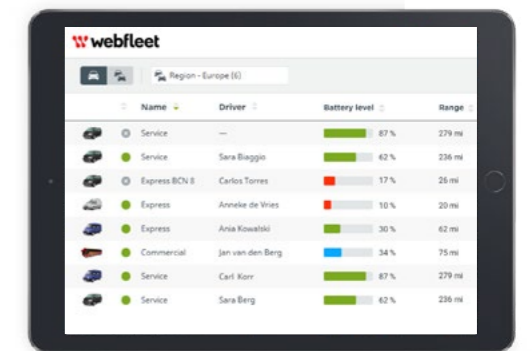 webfleet
Region - Europe (6)
Name Driver Battery level Range
Service — 87 % 279 mi
Service Sara Biaggio 62 % 236 mi
Express BCN 8 Carlos Torres 17 % 26 mi
Express Anneke de Vries 10 % 20 mi
Express Ania Kowalski 30 % 62 mi
Commercial Jan van den Berg 34 % 75 mi
Service Carl Korr 87 % 279 mi
Service Sara Berg 62 % 236 mi